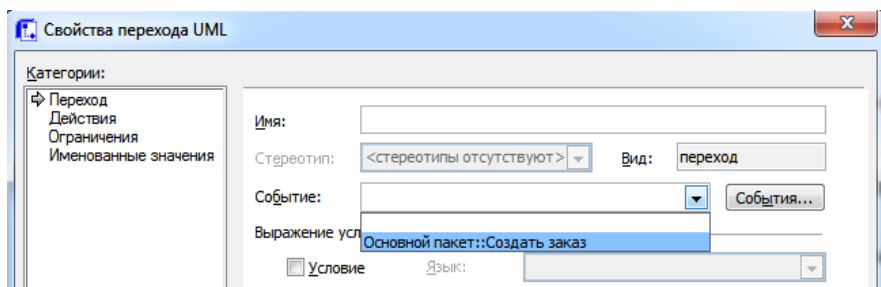 Свойства перехода UML
Категории:
Переход
Действия
Ограничения
Именованные значения
Имя:
Стереотип: <стереотипы отсутствуют> Вид: переход
Событие: События...
Основной пакет::Создать заказ
Выражение усл
Условие Язык: